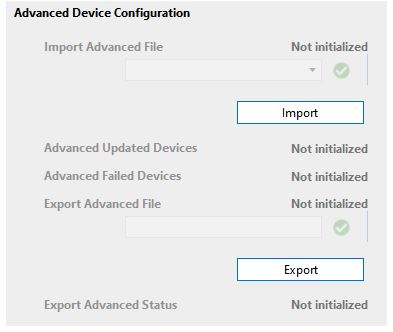 Advanced Device Configuration
Import Advanced File Not initialized
Import
Advanced Updated Devices Not initialized
Advanced Failed Devices Not initialized
Export Advanced File Not initialized
Export
Export Advanced Status Not initialized